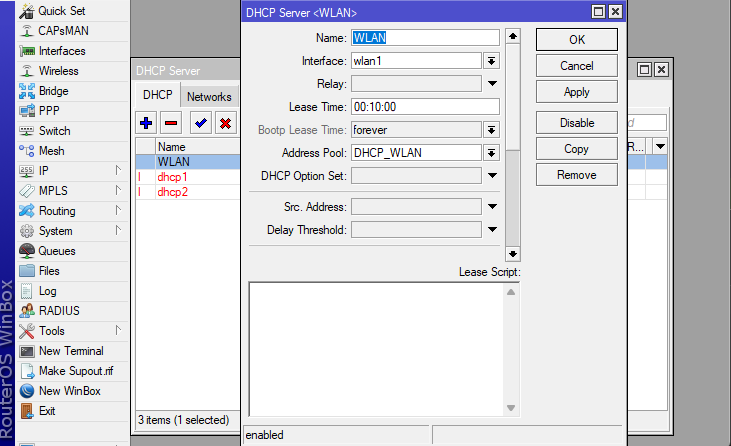 Quick Set
CAPsMAN
Interfaces
Wireless
Bridge
PPP
Switch
Mesh
IP
MPLS
Routing
System
Queues
Files
Log
RADIUS
Tools
New Terminal
Make Supout.rif
New WinBox
Exit
RouterOS WinBox
DHCP Server
DHCP
Networks
Name
WLAN
I dhcp1
I dhcp2
3 items (1 selected)
R...
DHCP Server <WLAN>
Name: WLAN
Interface: wlan1
Relay:
Lease Time: 00:10:00
Bootp Lease Time: forever
Address Pool: DHCP_WLAN
DHCP Option Set:
Src. Address:
Delay Threshold:
Lease Script:
enabled
OK
Cancel
Apply
Disable
Copy
Remove